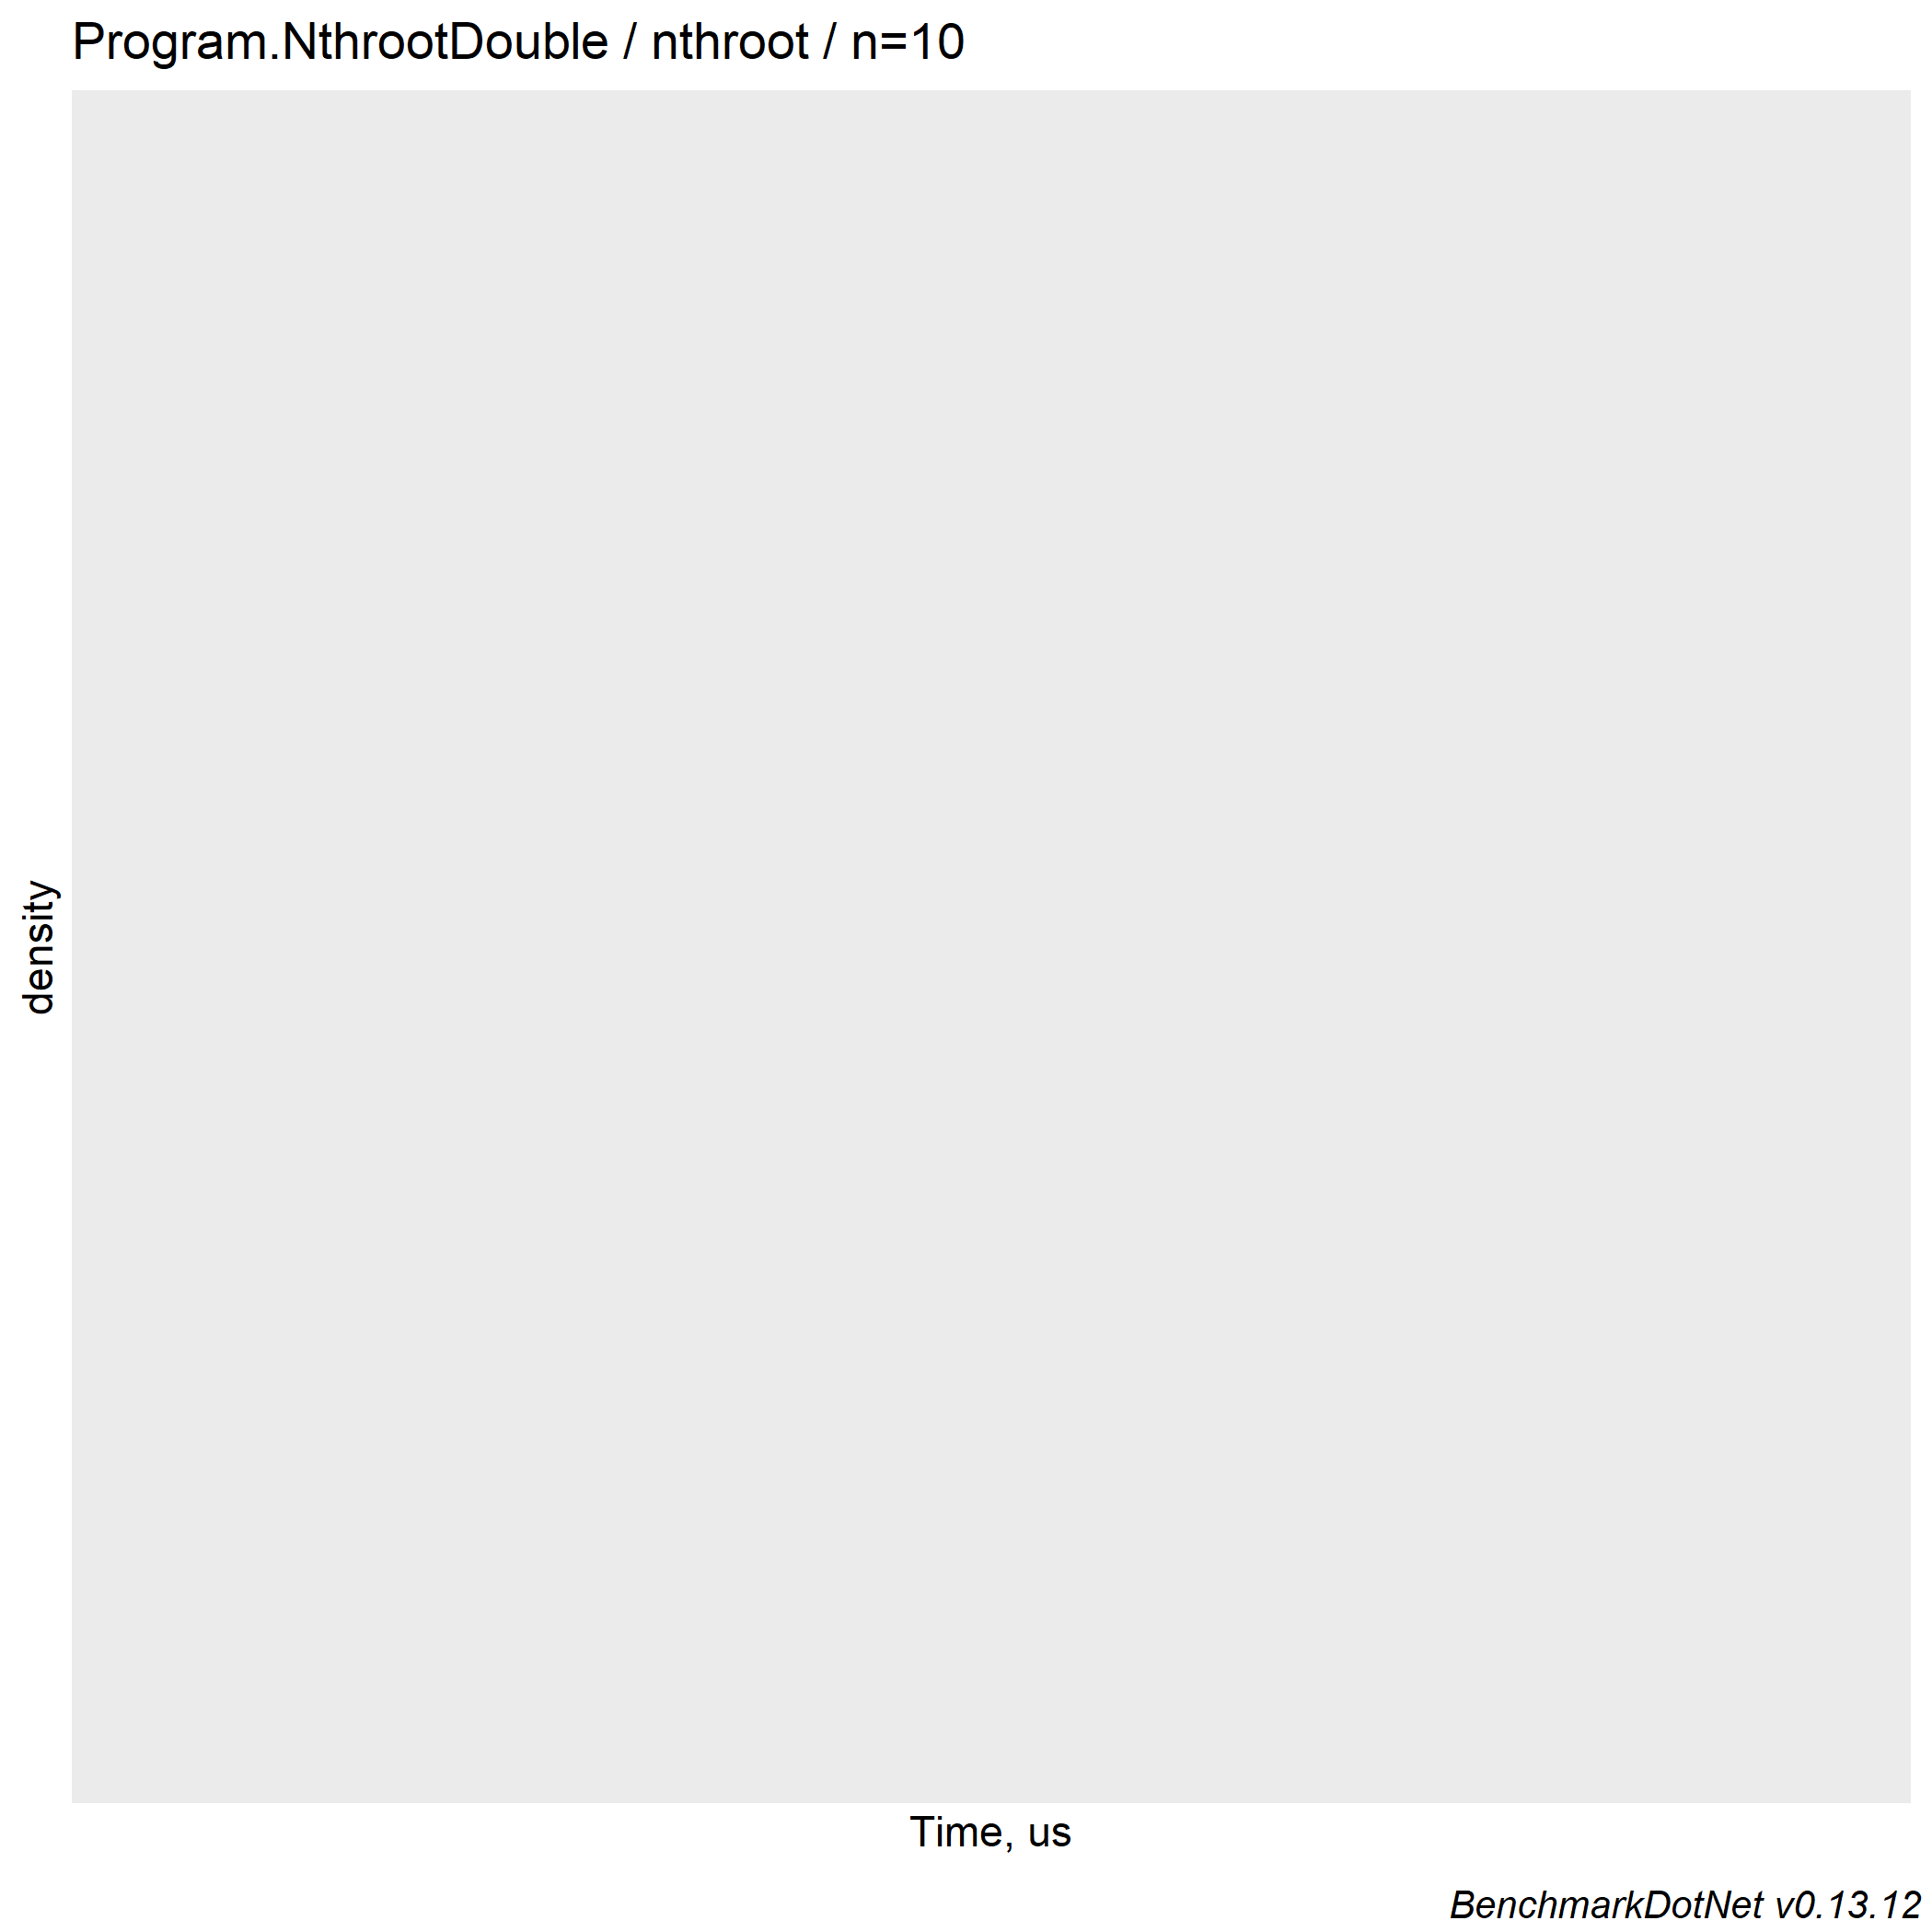 Program.NthrootDouble / nthroot / n=10
density
Time, us
BenchmarkDotNet v0.13.12